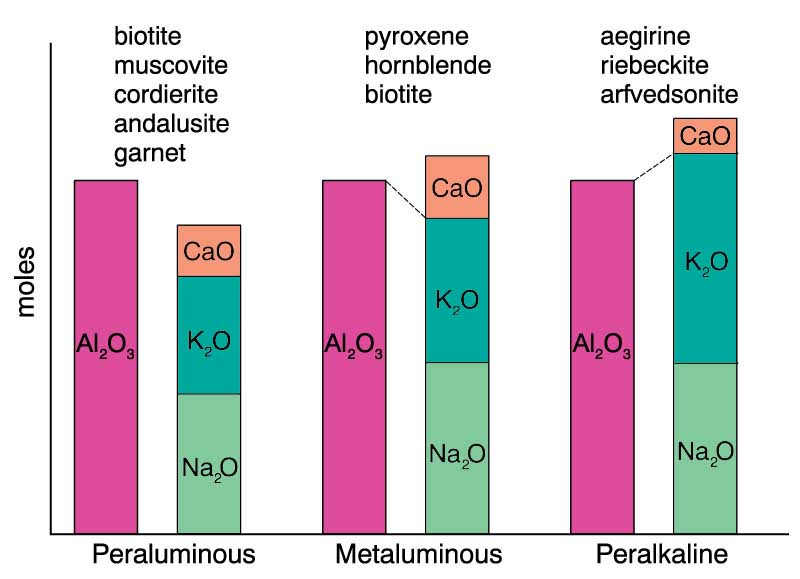 biotite
muscovite
cordierite
andalusite
garnet
pyroxene
hornblende
biotite
aegirine
riebeckite
arfvedsonite
moles
Al₂O₃
CaO
K₂O
Na₂O
Al₂O₃
CaO
K₂O
Na₂O
Al₂O₃
CaO
K₂O
Na₂O
Peraluminous
Metaluminous
Peralkaline